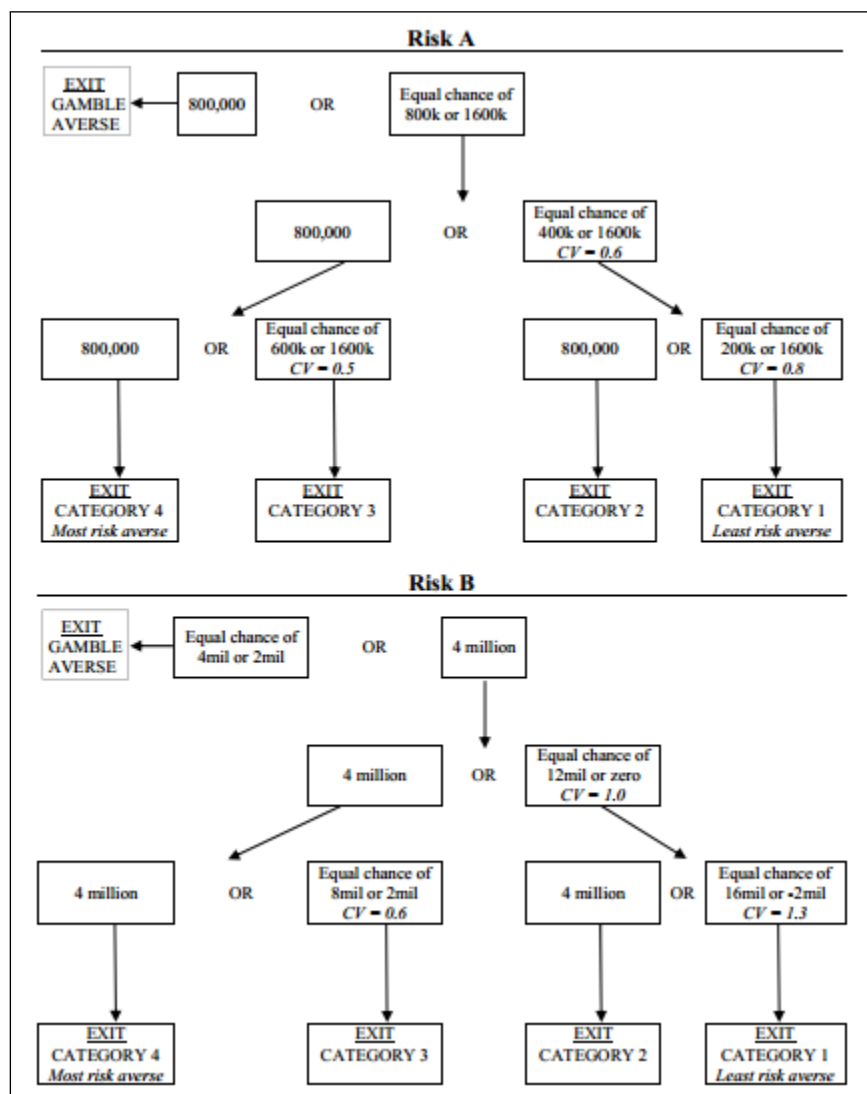 Risk A
EXIT
GAMBLE
AVERSE
800,000
OR
Equal chance of
800k or 1600k
800,000
OR
Equal chance of
400k or 1600k
CV = 0.6
800,000
OR
Equal chance of
600k or 1600k
CV = 0.5
800,000
OR
Equal chance of
200k or 1600k
CV = 0.8
EXIT
CATEGORY 4
Most risk averse
EXIT
CATEGORY 3
EXIT
CATEGORY 2
EXIT
CATEGORY 1
Least risk averse
Risk B
EXIT
GAMBLE
AVERSE
Equal chance of
4mil or 2mil
OR
4 million
4 million
OR
Equal chance of
12mil or zero
CV = 1.0
4 million
OR
Equal chance of
8mil or 2mil
CV = 0.6
4 million
OR
Equal chance of
16mil or -2mil
CV = 1.3
EXIT
CATEGORY 4
Most risk averse
EXIT
CATEGORY 3
EXIT
CATEGORY 2
EXIT
CATEGORY 1
Least risk averse